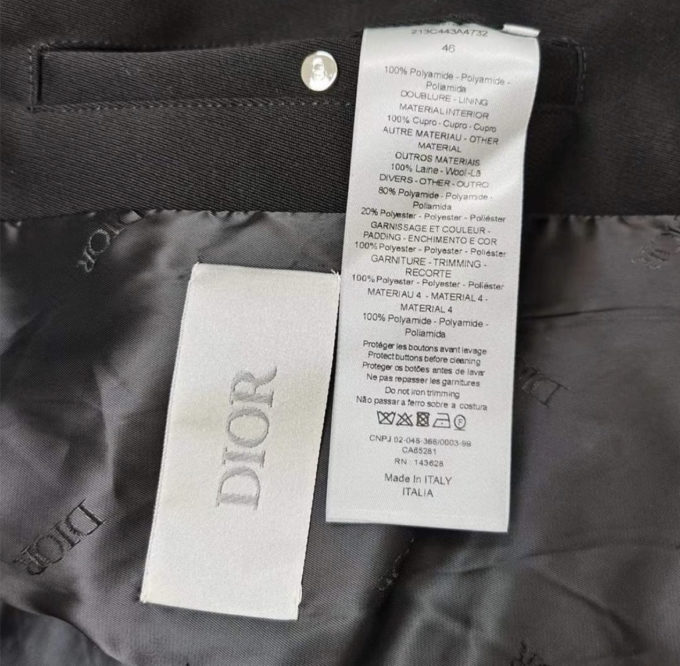 213C443A4732
46
100% Polyamide - Polyamide -
Poliamida
DOUBLURE - LINING
MATERIAL INTERIOR
100% Cupro - Cupro - Cupro
AUTRE MATERIAU - OTHER
MATERIAL
OUTROS MATERIAIS
100% Laine - Wool - Lã
DIVERS - OTHER - OUTRO
80% Polyamide - Polyamide -
Poliamida
20% Polyester - Polyester - Poliéster
GARNISSAGE ET COULEUR -
PADDING - ENCHIMENTO E COR
100% Polyester - Polyester - Poliéster
GARNITURE - TRIMMING -
RECORTE
100% Polyester - Polyester - Poliéster
MATERIAU 4 - MATERIAL 4 -
MATERIAL 4
100% Polyamide - Polyamide -
Poliamida
Protéger les boutons avant lavage
Protect buttons before cleaning
Proteger os botões antes de lavar
Ne pas repasser les garnitures
Do not iron trimming
Não passar a ferro sobre a costura
CNPJ 02-048-366/0003-99
CA65281
RN : 143628
Made In ITALY
ITALIA
DIOR
DIOR
DIOR
DIOR